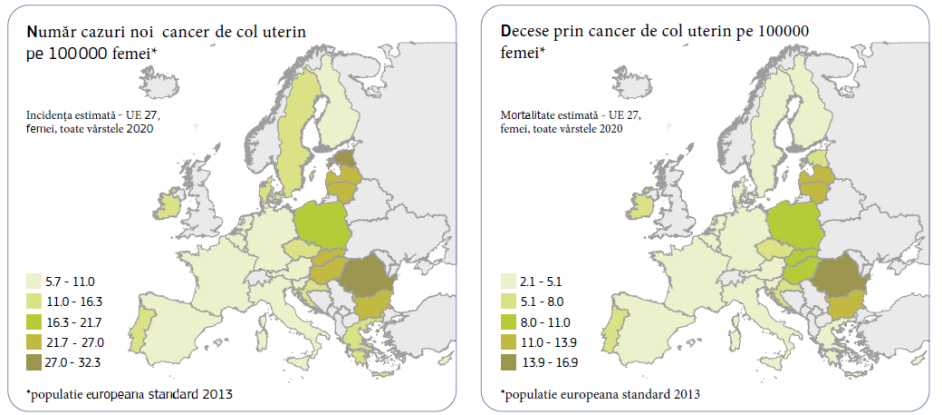 Număr cazuri noi cancer de col uterin
pe 100000 femei*
Incidența estimată - UE 27,
femei, toate vârstele 2020
5.7 - 11.0
11.0 - 16.3
16.3 - 21.7
21.7 - 27.0
27.0 - 32.3
*populatie europeana standard 2013
Decese prin cancer de col uterin pe 100000
femei*
Mortalitate estimată - UE 27,
femei, toate vârstele 2020
2.1 - 5.1
5.1 - 8.0
8.0 - 11.0
11.0 - 13.9
13.9 - 16.9
*populatie europeana standard 2013